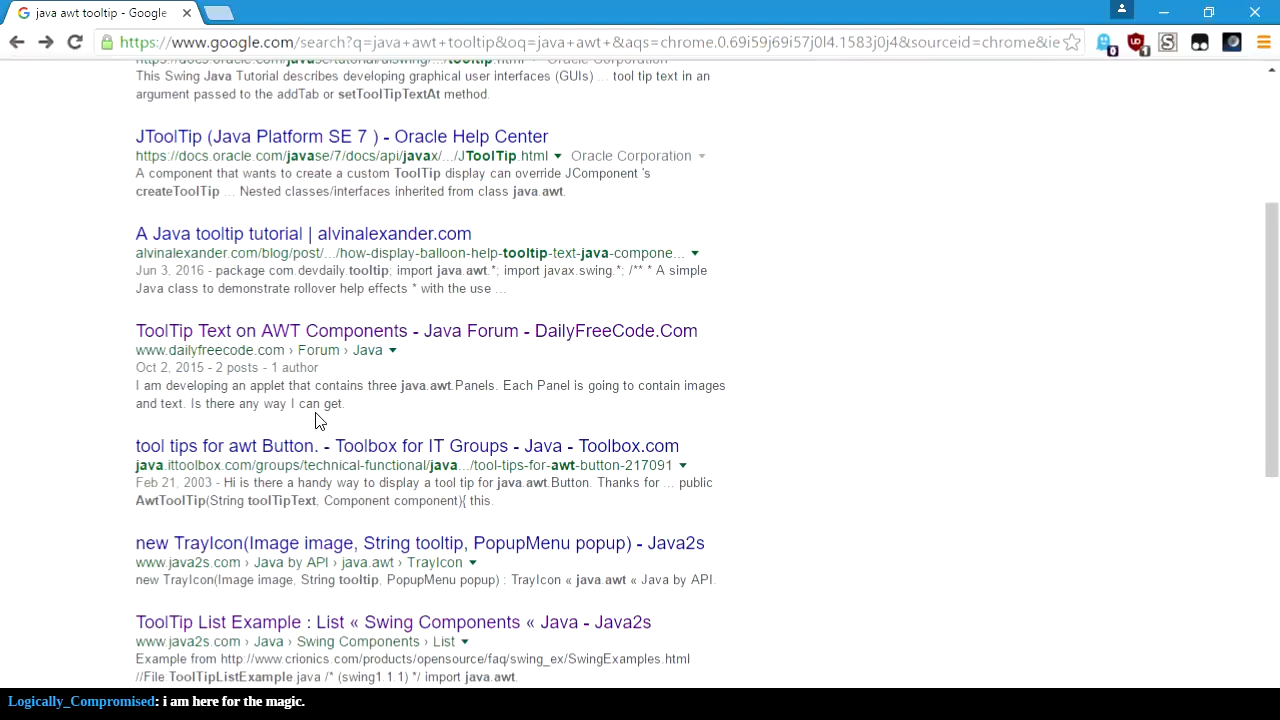 java awt tooltip - Google
https://www.google.com/search?q=java+awt+tooltip&oq=java+awt+&aqs=chrome.0.69i59j69i57j0l4.1583j0j4&sourceid=chrome&ie
This Swing Java Tutorial describes developing graphical user interfaces (GUIs) ... tool tip text in an
argument passed to the addTab or setToolTipTextAt method.
JToolTip (Java Platform SE 7 ) - Oracle Help Center
https://docs.oracle.com/javase/7/docs/api/javax/.../JToolTip.html Oracle Corporation
A component that wants to create a custom ToolTip display can override JComponent 's
createToolTip ... Nested classes/interfaces inherited from class java.awt.
A Java tooltip tutorial | alvinalexander.com
alvinalexander.com/blog/post/.../how-display-balloon-help-tooltip-text-java-compone...
Jun 3, 2016 - package com.devdaily.tooltip; import java.awt.*; import javax.swing.*; /** * A simple
Java class to demonstrate rollover help effects * with the use ...
ToolTip Text on AWT Components - Java Forum - DailyFreeCode.Com
www.dailyfreecode.com › Forum › Java
Oct 2, 2015 - 2 posts - 1 author
I am developing an applet that contains three java.awt.Panels. Each Panel is going to contain images
and text. Is there any way I can get.
tool tips for awt Button. - Toolbox for IT Groups - Java - Toolbox.com
java.ittoolbox.com/groups/technical-functional/java.../tool-tips-for-awt-button-217091
Feb 21, 2003 - Hi is there a handy way to display a tool tip for java.awt.Button. Thanks for ... public
AwtToolTip(String toolTipText, Component component){ this.
new TrayIcon(Image image, String tooltip, PopupMenu popup) - Java2s
www.java2s.com › Java by API › java.awt › TrayIcon
new TrayIcon(Image image, String tooltip, PopupMenu popup) : TrayIcon « java.awt « Java by API.
ToolTip List Example : List « Swing Components « Java - Java2s
www.java2s.com › Java › Swing Components › List
Example from http://www.crionics.com/products/opensource/faq/swing_ex/SwingExamples.html
//File ToolTipListExample java /* (swing1.1.1) */ import java.awt.
Logically_Compromised: i am here for the magic.